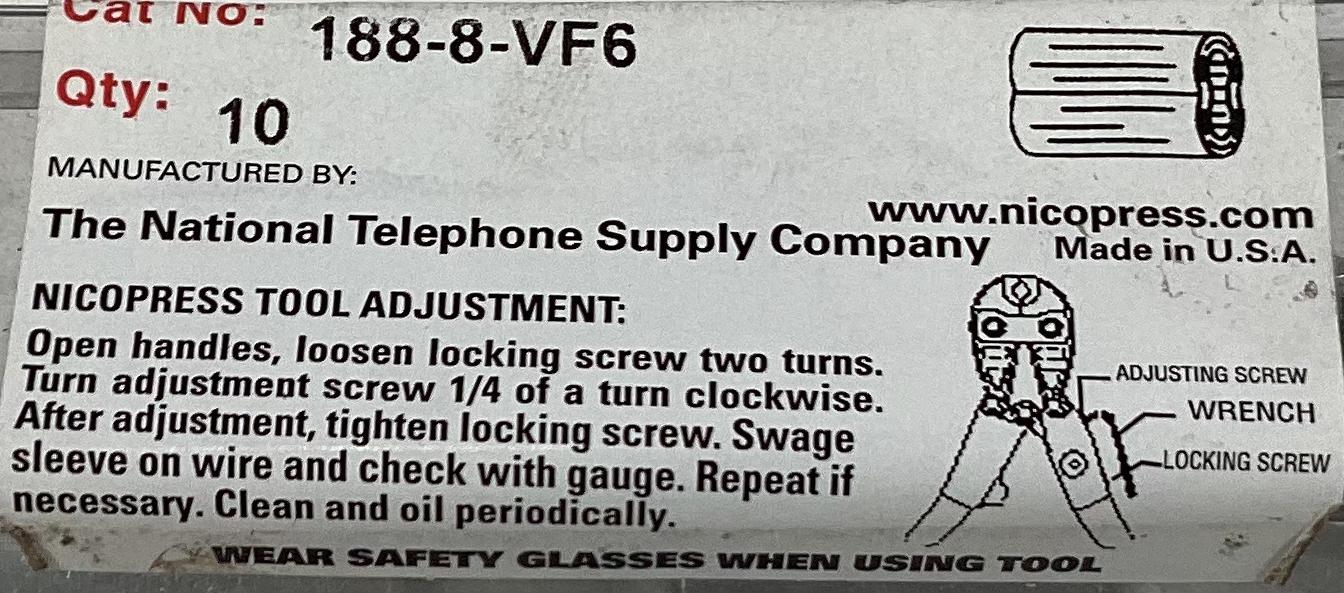 Cat No: 188-8-VF6
Qty: 10
MANUFACTURED BY:
The National Telephone Supply Company
www.nicopress.com
Made in U.S.A.
NICOPRESS TOOL ADJUSTMENT:
Open handles, loosen locking screw two turns.
Turn adjustment screw 1/4 of a turn clockwise.
After adjustment, tighten locking screw. Swage
sleeve on wire and check with gauge. Repeat if
necessary. Clean and oil periodically.
ADJUSTING SCREW
WRENCH
LOCKING SCREW
WEAR SAFETY GLASSES WHEN USING TOOL